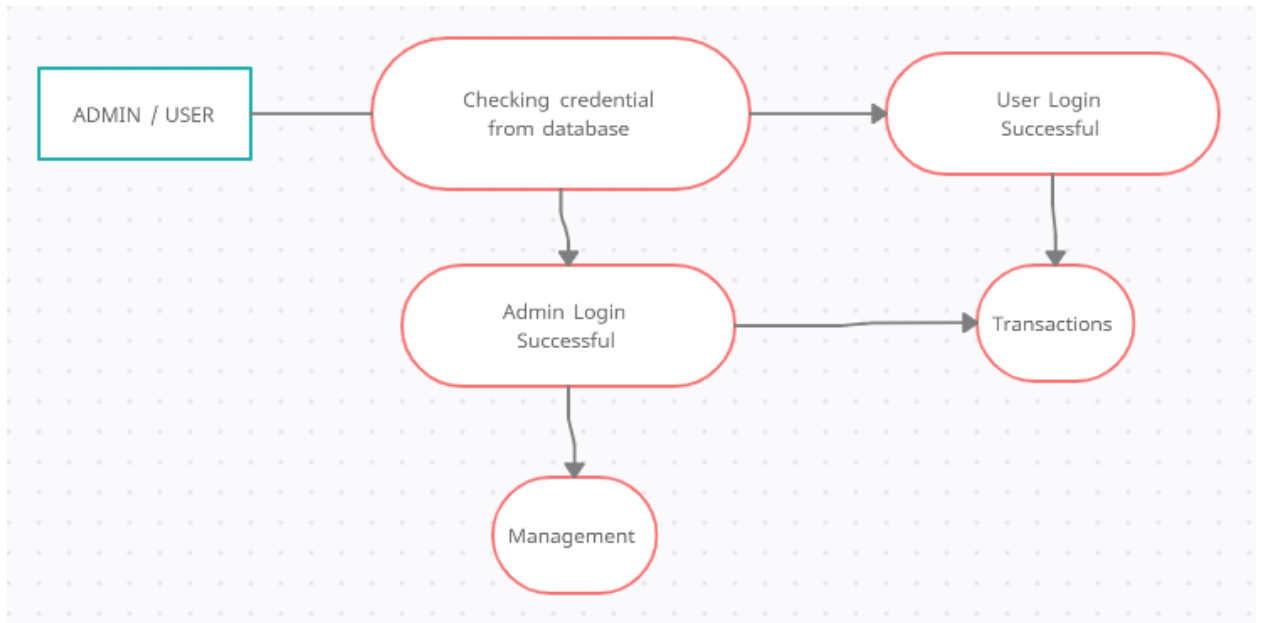 ADMIN / USER
Checking credential
from database
User Login
Successful
Admin Login
Successful
Transactions
Management